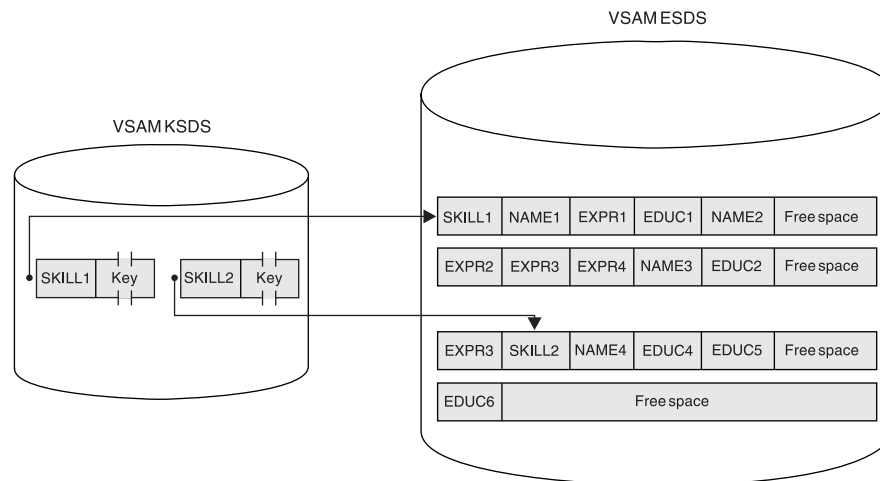 VSAM ESDS
VSAM KSDS
SKILL1 NAME1 EXPR1 EDUC1 NAME2 Free space
SKILL1 Key SKILL2 Key
EXPR2 EXPR3 EXPR4 NAME3 EDUC2 Free space
EXPR3 SKILL2 NAME4 EDUC4 EDUC5 Free space
EDUC6 Free space